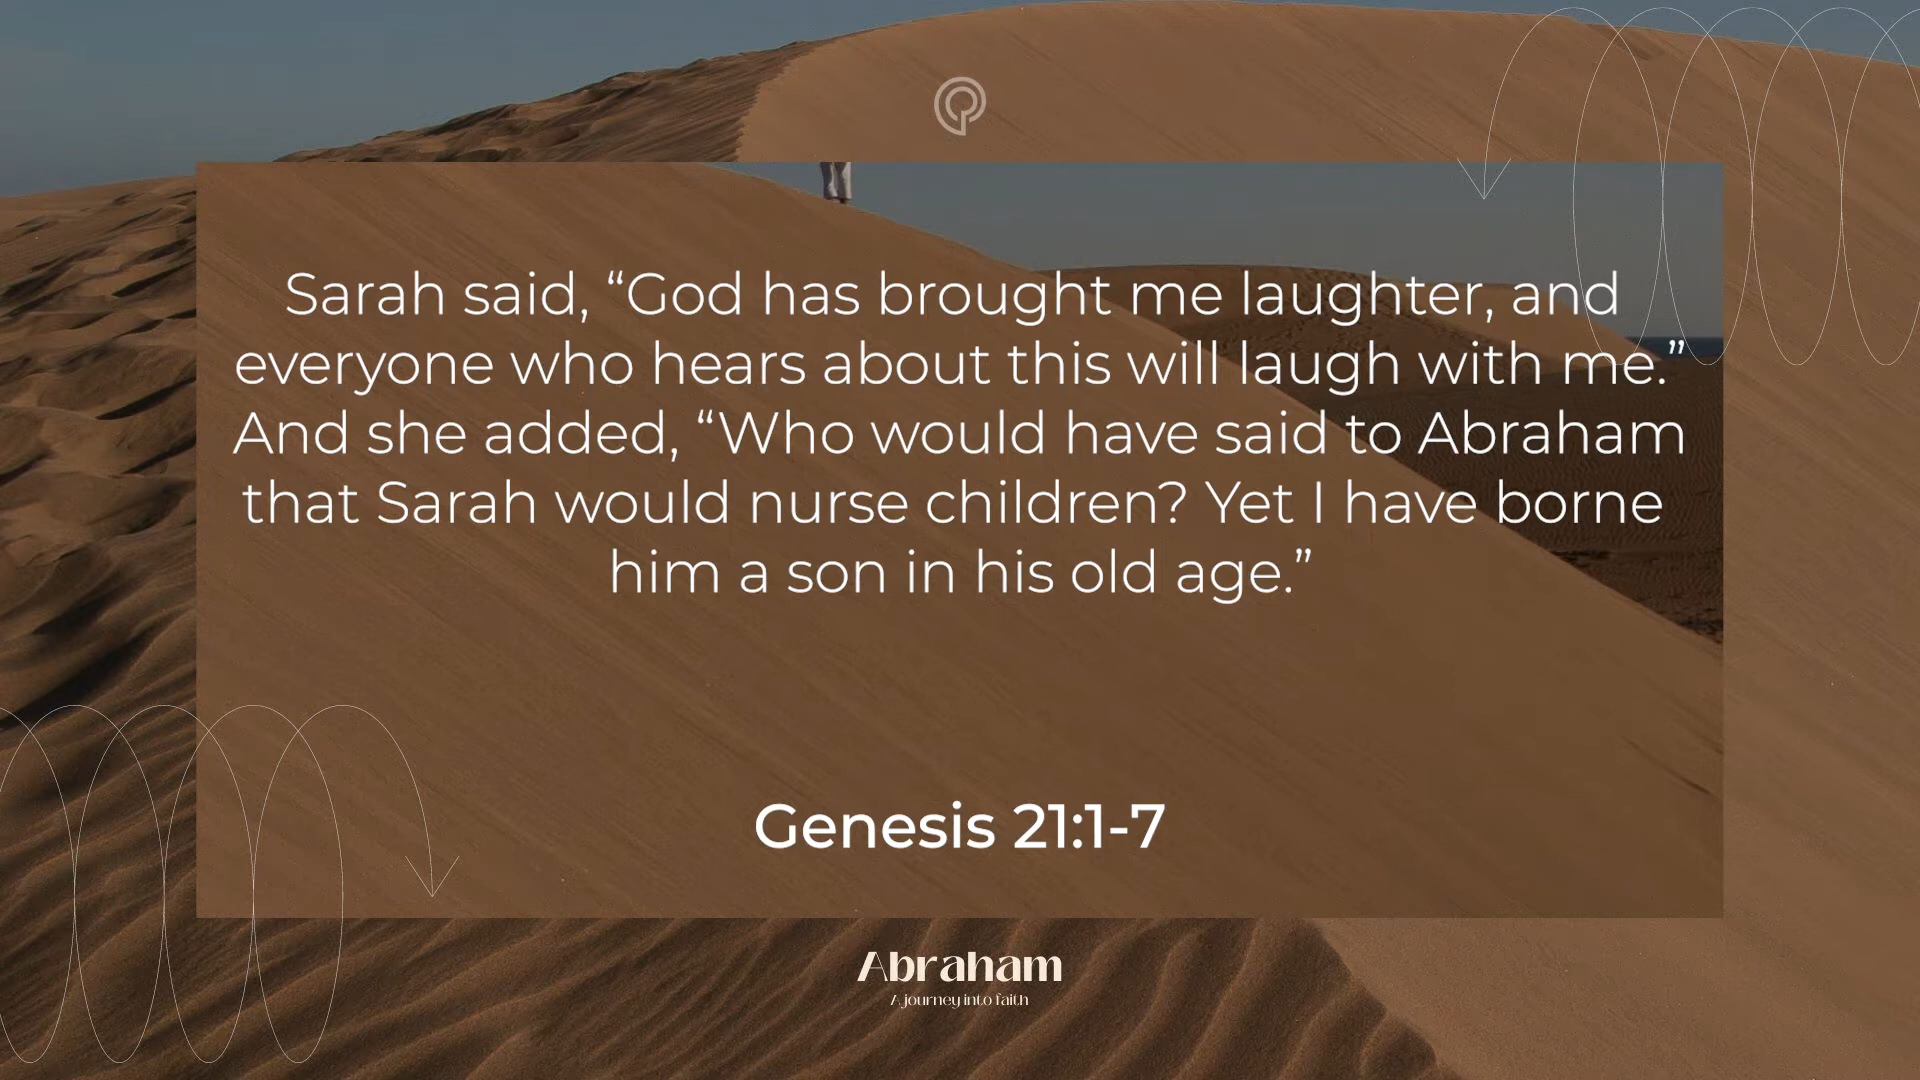 Sarah said, “God has brought me laughter, and
everyone who hears about this will laugh with me.”
And she added, “Who would have said to Abraham
that Sarah would nurse children? Yet I have borne
him a son in his old age.”
Genesis 21:1-7
Abraham
A journey into faith